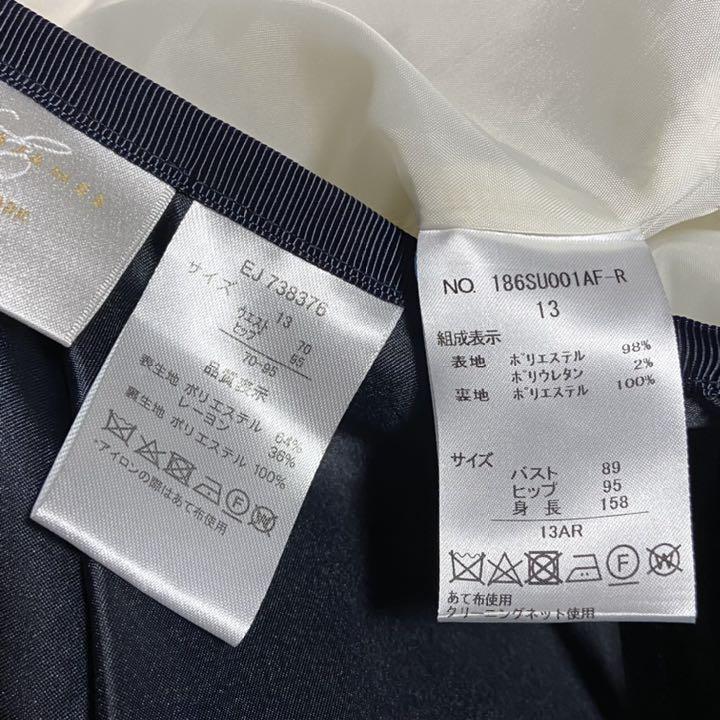 EJ 738376
サイズ
13
ウエスト 70
ヒップ 95
70-95
品質表示
表生地 ポリエステル 64%
レーヨン 36%
裏生地 ポリエステル 100%
・アイロンの際はあて布使用
NO. 186SU001AF-R
13
組成表示
表地 ポリエステル 98%
ポリウレタン 2%
裏地 ポリエステル 100%
サイズ
バスト 89
ヒップ 95
身長 158
13AR
あて布使用
クリーニングネット使用